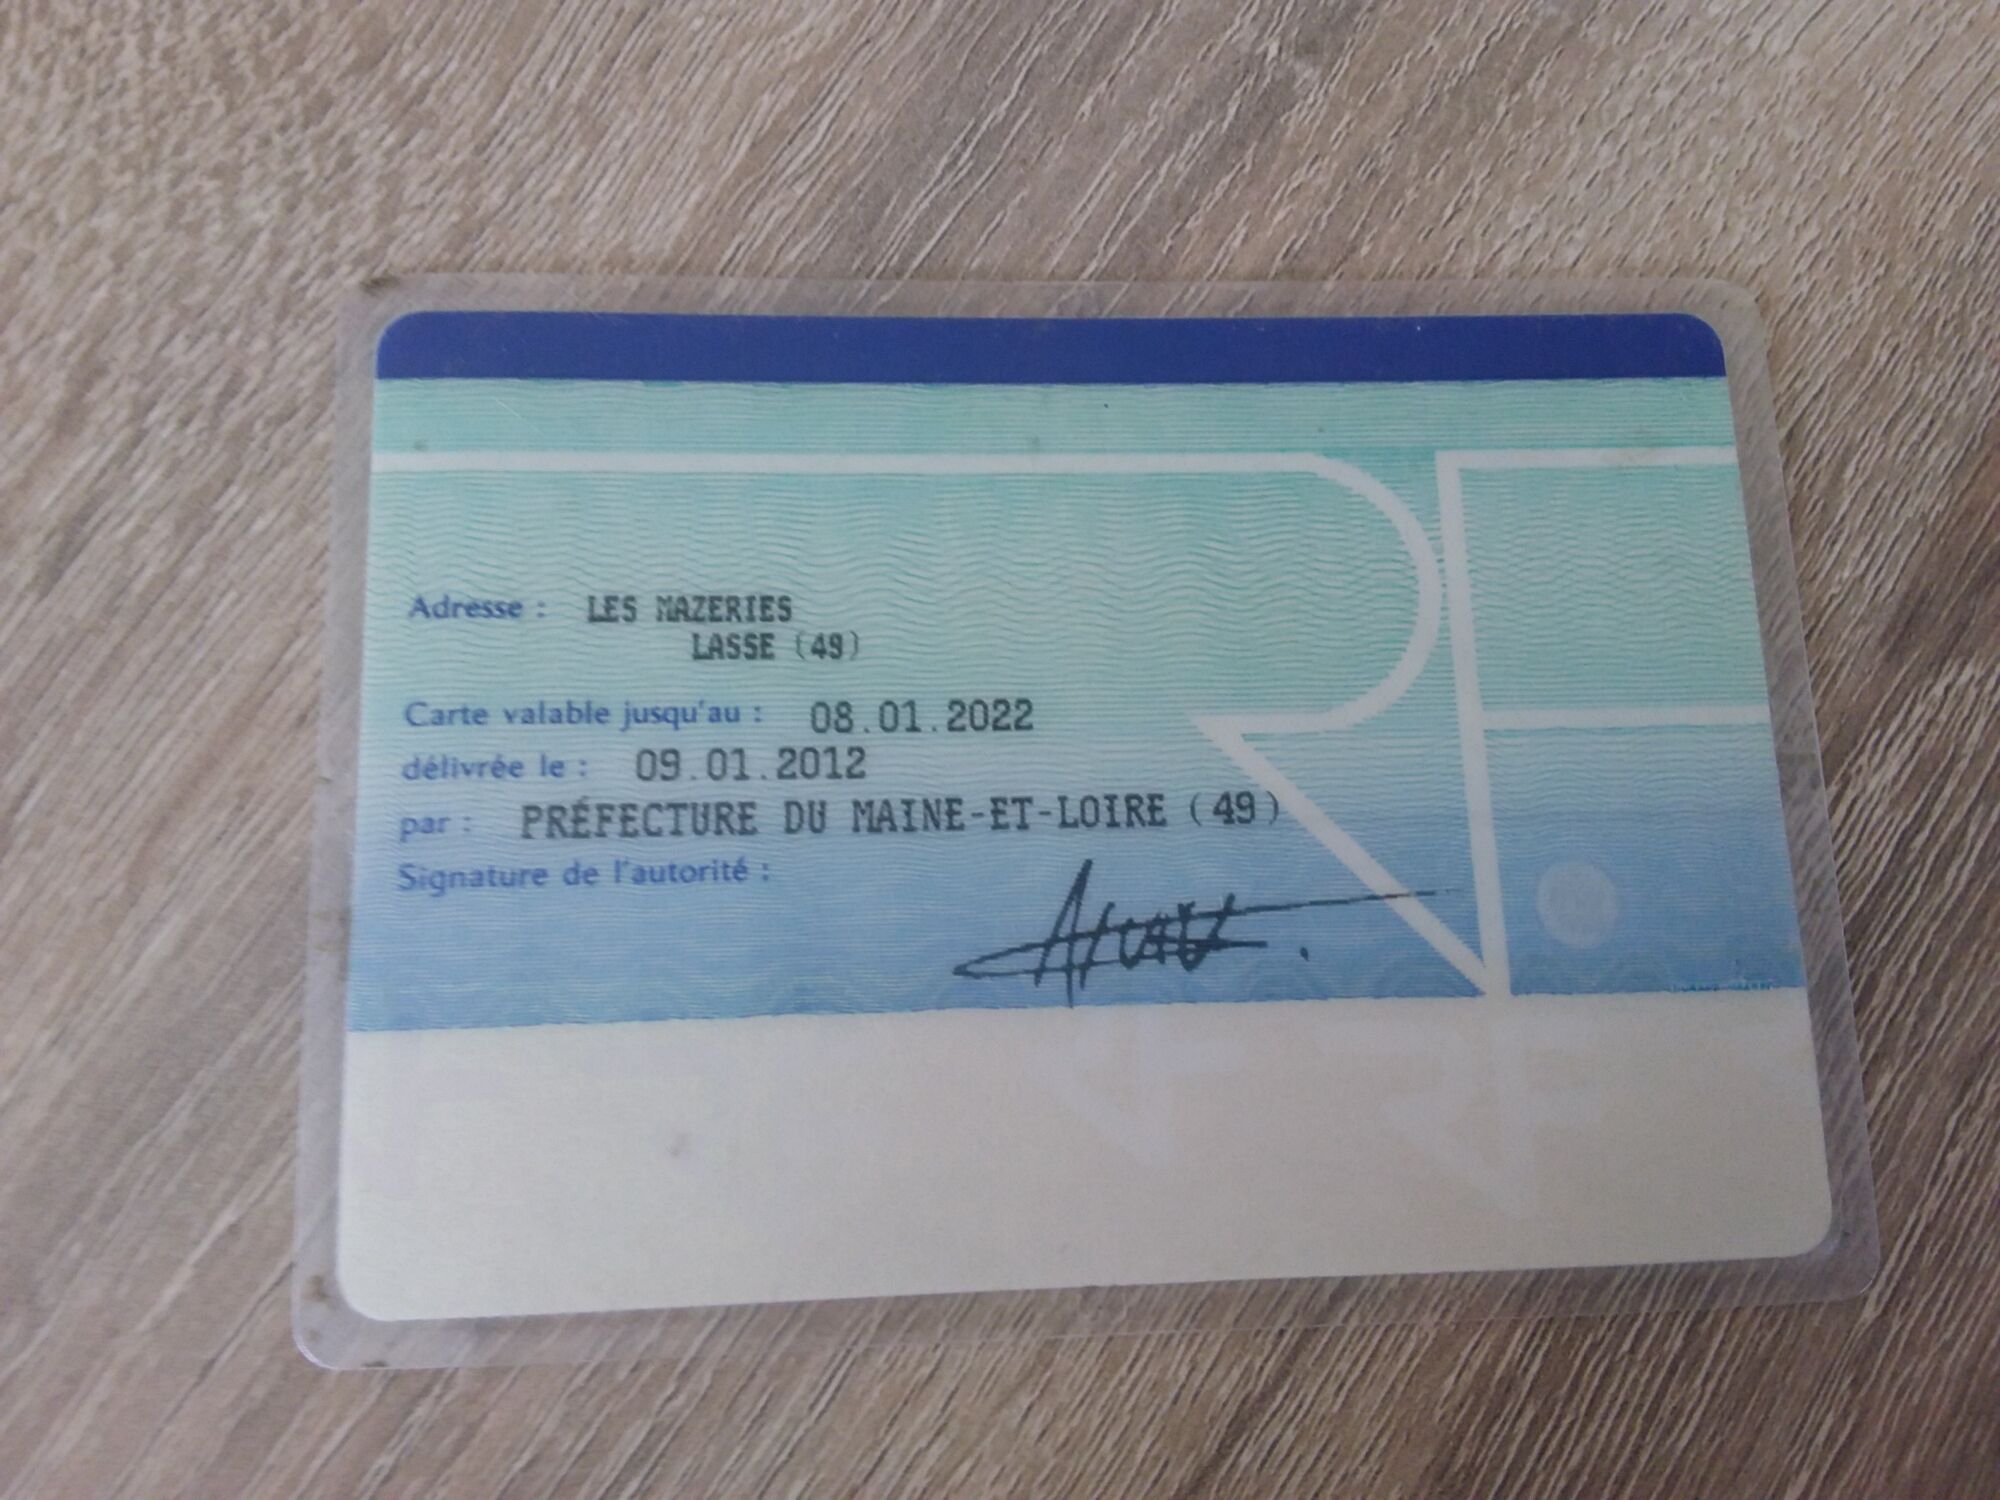 Adresse : LES MAZERIES
LASSE (49)
Carte valable jusqu'au : 08.01.2022
délivrée le : 09.01.2012
par : PRÉFECTURE DU MAINE-ET-LOIRE (49)
Signature de l'autorité :
RF